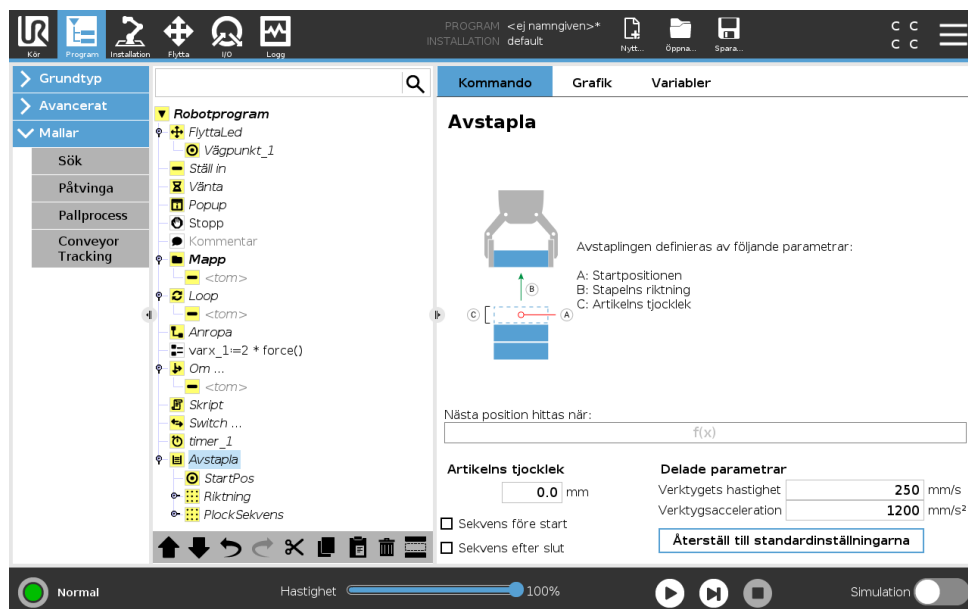 UR
Kör
Program
Installation
Flytta
I/O
Logg
PROGRAM <ej namngiven>*
INSTALLATION default
Nytt...
Öppna...
Spara...
C C
C C
Grundtyp
Avancerat
Mallar
Sök
Påtvinga
Pallprocess
Conveyor
Tracking
Robotprogram
FlyttaLed
Vägpunkt_1
Ställ in
Vänta
Popup
Stopp
Kommentar
Mapp
<tom>
Loop
<tom>
Anropa
varx_1:=2 * force()
Om ...
<tom>
Skript
Switch ...
timer_1
Avstapla
StartPos
Riktning
PlockSekvens
Kommando
Grafik
Variabler
Avstapla
Avstaplingen definieras av följande parametrar:
A: Startpositionen
B: Stapelns riktning
C: Artikelns tjocklek
B
C
A
Nästa position hittas när:
f(x)
Artikelns tjocklek
0.0 mm
Sekvens före start
Sekvens efter slut
Delade parametrar
Verktygets hastighet 250 mm/s
Verktygsacceleration 1200 mm/s²
Återställ till standardinställningarna
Normal
Hastighet 100%
Simulation